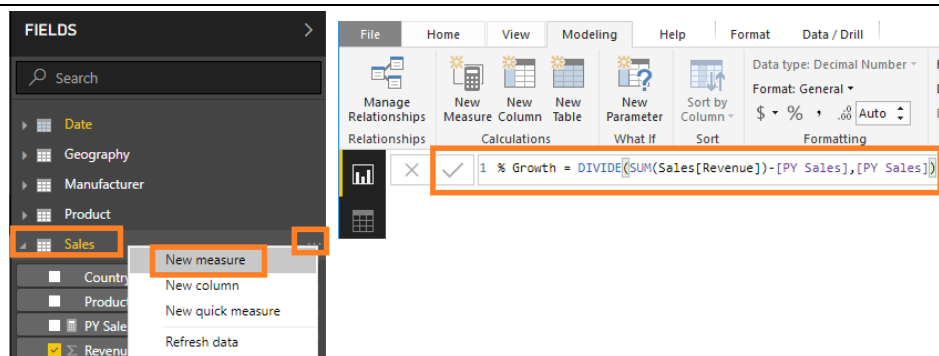 FIELDS
Search
Date
Geography
Manufacturer
Product
Sales
New measure
Country
New column
Product
New quick measure
PY Sale
Refresh data
Revenu
File Home View Modeling Help Format Data / Drill
Manage Relationships
New Measure
New Column
New Table
New Parameter
Sort by Column
Data type: Decimal Number
Format: General
$ % , .00 Auto
Relationships Calculations What If Sort Formatting
1 % Growth = DIVIDE(SUM(Sales[Revenue])-[PY Sales],[PY Sales])